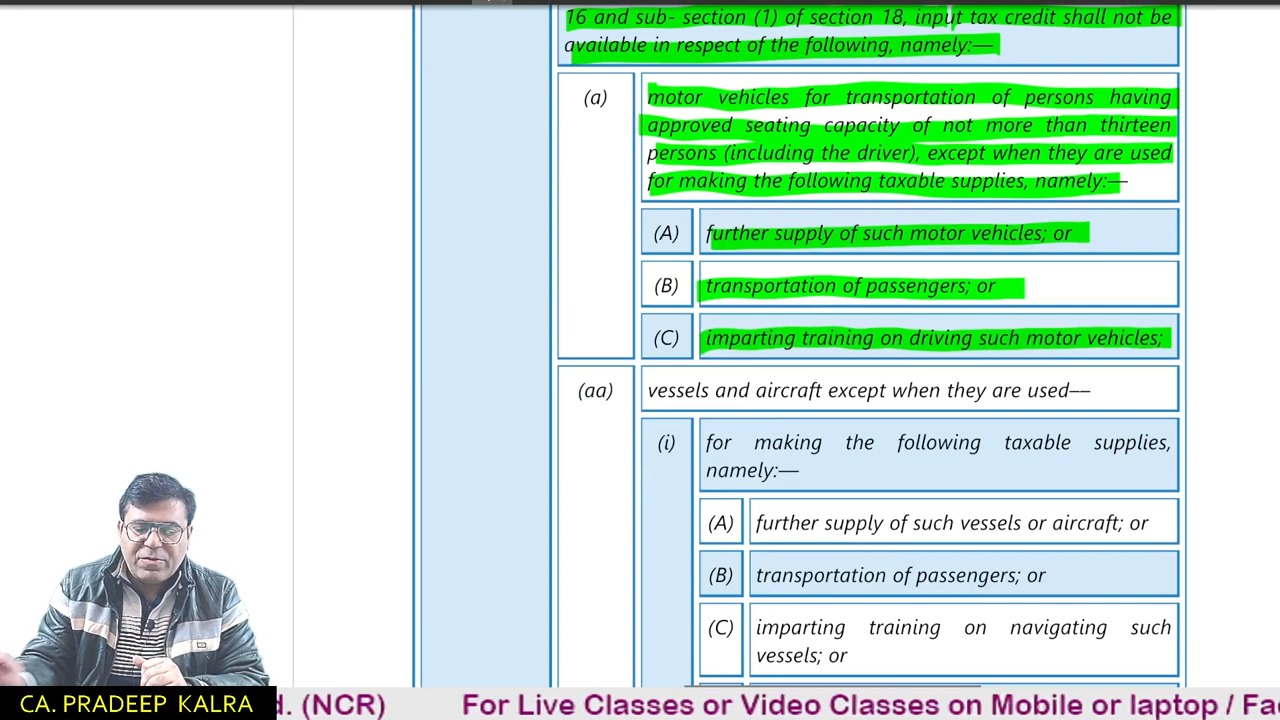 16 and sub- section (1) of section 18, input tax credit shall not be
available in respect of the following, namely:—
(a)
motor vehicles for transportation of persons having
approved seating capacity of not more than thirteen
persons (including the driver), except when they are used
for making the following taxable supplies, namely:—
(A)
further supply of such motor vehicles; or
(B)
transportation of passengers; or
(C)
imparting training on driving such motor vehicles;
(aa)
vessels and aircraft except when they are used––
(i)
for making the following taxable supplies,
namely:—
(A)
further supply of such vessels or aircraft; or
(B)
transportation of passengers; or
(C)
imparting training on navigating such
vessels; or
CA. PRADEEP KALRA
d. (NCR)
For Live Classes or Video Classes on Mobile or laptop / Fa